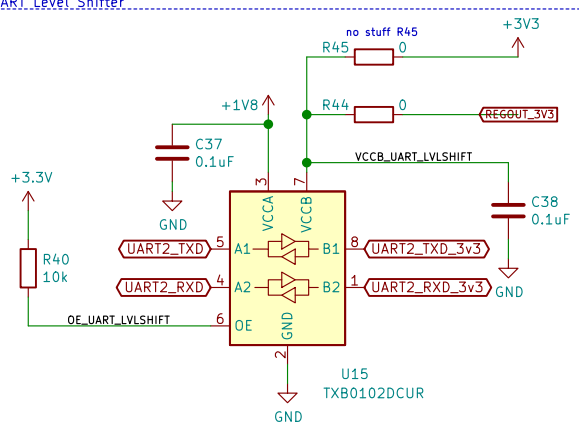 ART Level Shifter
no stuff R45
+3V3
R45 0
R44 0
REGOUT_3V3
+1V8
C37
0.1uF
VCCB_UART_LVLSHIFT
+3.3V
3
7
C38
0.1uF
GND
VCCA
VCCB
UART2_TXD 5 A1 B1 8 UART2_TXD_3v3
R40
10k
UART2_RXD 4 A2 B2 1 UART2_RXD_3v3
GND
OE_UART_LVLSHIFT 6 OE
GND
2
U15
TXB0102DCUR
GND